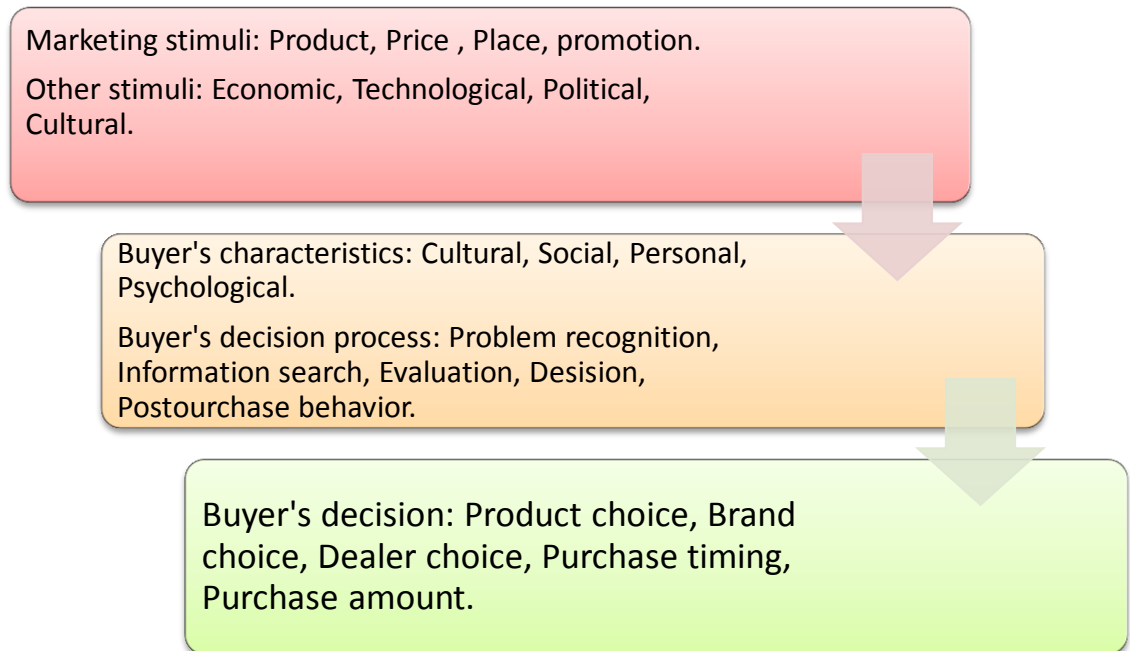 Marketing stimuli: Product, Price , Place, promotion.
Other stimuli: Economic, Technological, Political,
Cultural.
Buyer's characteristics: Cultural, Social, Personal,
Psychological.
Buyer's decision process: Problem recognition,
Information search, Evaluation, Desision,
Postourchase behavior.
Buyer's decision: Product choice, Brand
choice, Dealer choice, Purchase timing,
Purchase amount.